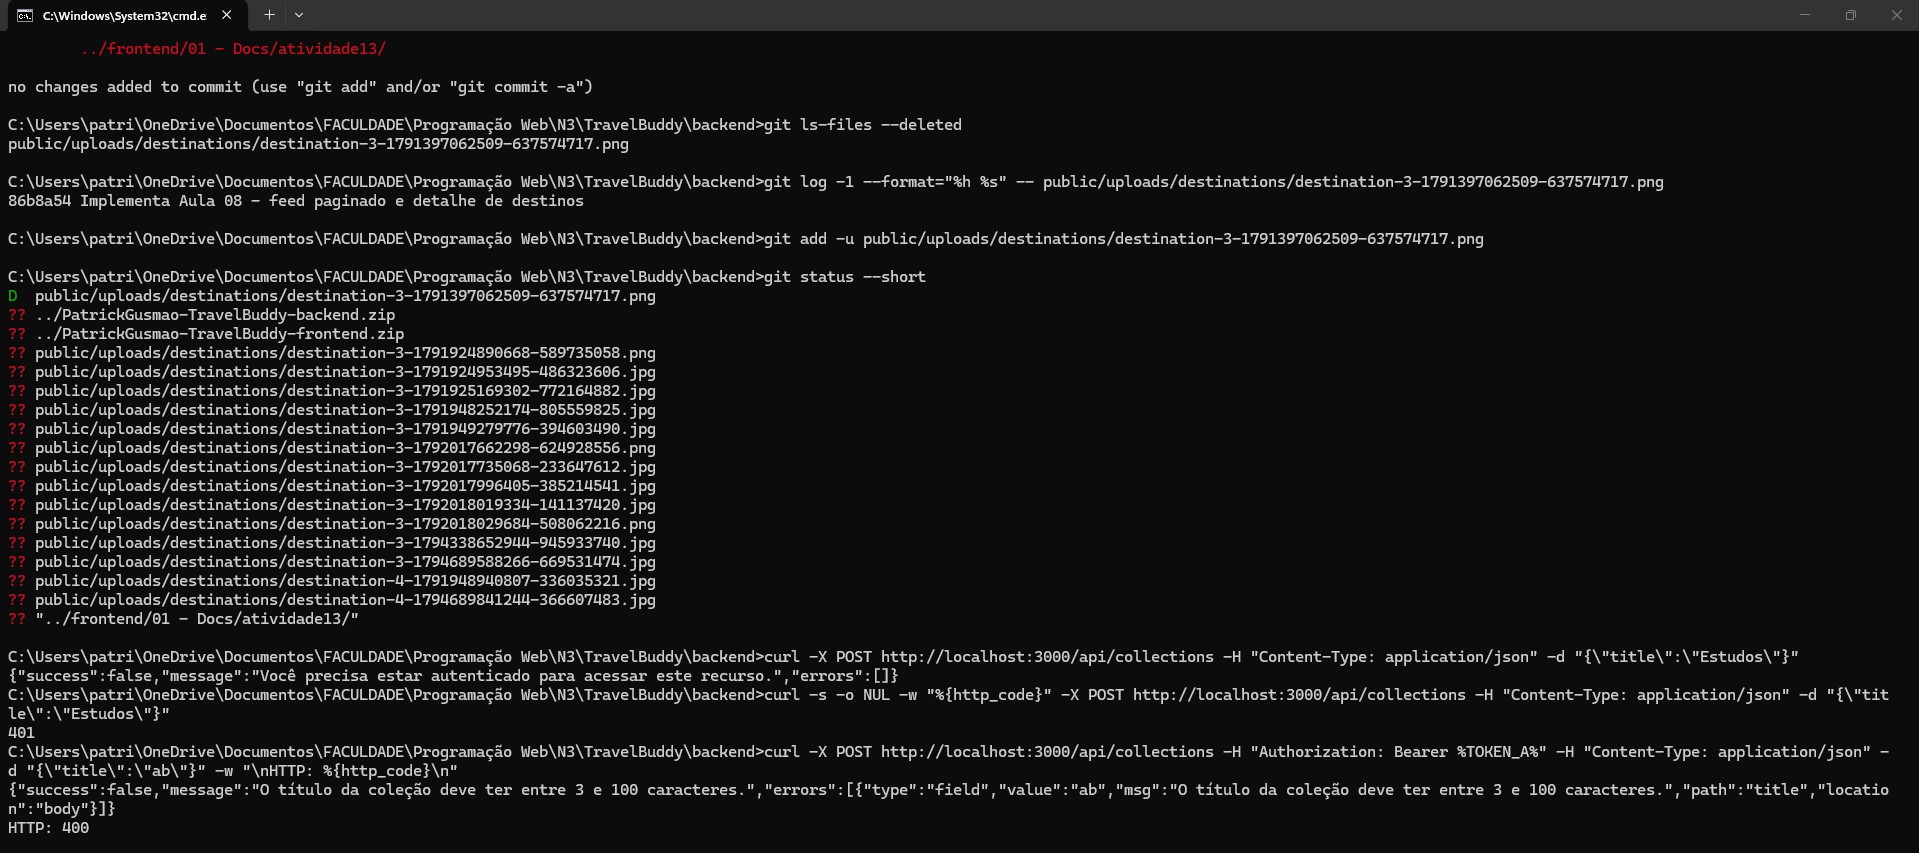 C:\Windows\System32\cmd.e
../frontend/01 - Docs/atividade13/
no changes added to commit (use "git add" and/or "git commit -a")
C:\Users\patri\OneDrive\Documentos\FACULDADE\Programação Web\N3\TravelBuddy\backend>git ls-files --deleted
public/uploads/destinations/destination-3-1791397062509-637574717.png
C:\Users\patri\OneDrive\Documentos\FACULDADE\Programação Web\N3\TravelBuddy\backend>git log -1 --format="%h %s" -- public/uploads/destinations/destination-3-1791397062509-637574717.png
86b8a54 Implementa Aula 08 - feed paginado e detalhe de destinos
C:\Users\patri\OneDrive\Documentos\FACULDADE\Programação Web\N3\TravelBuddy\backend>git add -u public/uploads/destinations/destination-3-1791397062509-637574717.png
C:\Users\patri\OneDrive\Documentos\FACULDADE\Programação Web\N3\TravelBuddy\backend>git status --short
D  public/uploads/destinations/destination-3-1791397062509-637574717.png
?? ../PatrickGusmao-TravelBuddy-backend.zip
?? ../PatrickGusmao-TravelBuddy-frontend.zip
?? public/uploads/destinations/destination-3-1791924890668-589735058.png
?? public/uploads/destinations/destination-3-1791924953495-486323606.jpg
?? public/uploads/destinations/destination-3-1791925169302-772164882.jpg
?? public/uploads/destinations/destination-3-1791948252174-805559825.jpg
?? public/uploads/destinations/destination-3-1791949279776-394603490.jpg
?? public/uploads/destinations/destination-3-1792017662298-624928556.png
?? public/uploads/destinations/destination-3-1792017735068-233647612.jpg
?? public/uploads/destinations/destination-3-1792017996405-385214541.jpg
?? public/uploads/destinations/destination-3-1792018019334-141137420.jpg
?? public/uploads/destinations/destination-3-1792018029684-508062216.png
?? public/uploads/destinations/destination-3-1794338652944-945933740.jpg
?? public/uploads/destinations/destination-3-1794689588266-669531474.jpg
?? public/uploads/destinations/destination-4-1791948940807-336035321.jpg
?? public/uploads/destinations/destination-4-1794689841244-366607483.jpg
?? "../frontend/01 - Docs/atividade13/"
C:\Users\patri\OneDrive\Documentos\FACULDADE\Programação Web\N3\TravelBuddy\backend>curl -X POST http://localhost:3000/api/collections -H "Content-Type: application/json" -d "{\"title\":\"Estudos\"}"
{"success":false,"message":"Você precisa estar autenticado para acessar este recurso.","errors":[]}
C:\Users\patri\OneDrive\Documentos\FACULDADE\Programação Web\N3\TravelBuddy\backend>curl -s -o NUL -w "%{http_code}" -X POST http://localhost:3000/api/collections -H "Content-Type: application/json" -d "{\"tit
le\":\"Estudos\"}"
401
C:\Users\patri\OneDrive\Documentos\FACULDADE\Programação Web\N3\TravelBuddy\backend>curl -X POST http://localhost:3000/api/collections -H "Authorization: Bearer %TOKEN_A%" -H "Content-Type: application/json" -
d "{\"title\":\"ab\"}" -w "\nHTTP: %{http_code}\n"
{"success":false,"message":"O título da coleção deve ter entre 3 e 100 caracteres.","errors":[{"type":"field","value":"ab","msg":"O título da coleção deve ter entre 3 e 100 caracteres.","path":"title","locatio
n":"body"}]}
HTTP: 400